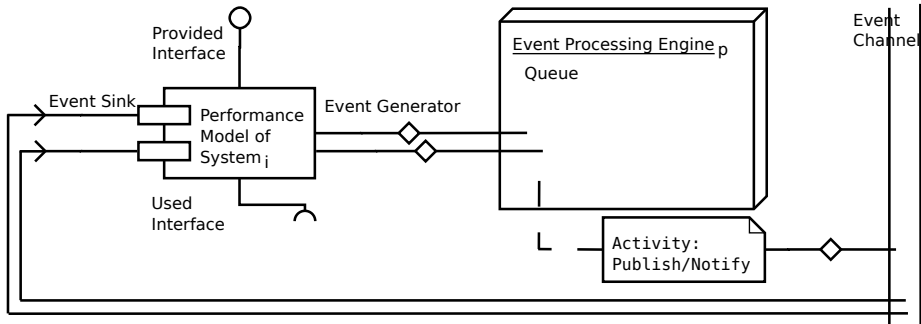 Provided
Interface
Event Sink
Performance
Model of
System i
Event Generator
Used
Interface
Event Processing Engine p
Queue
Activity:
Publish/Notify
Event
Channel